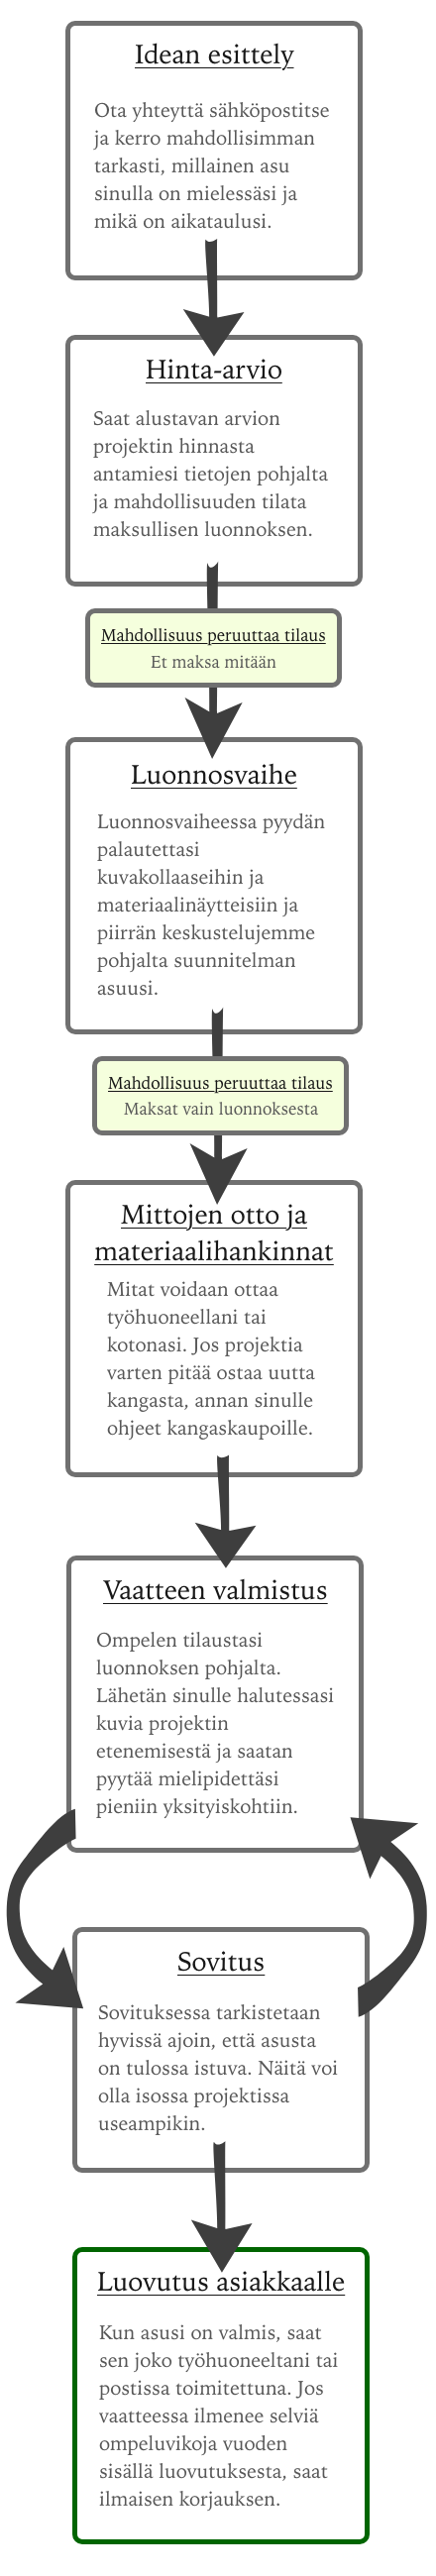 Idean esittely
Ota yhteyttä sähköpostitse
ja kerro mahdollisimman
tarkasti, millainen asu
sinulla on mielessäsi ja
mikä on aikataulusi.
Hinta-arvio
Saat alustavan arvion
projektin hinnasta
antamiesi tietojen pohjalta
ja mahdollisuuden tilata
maksullisen luonnoksen.
Mahdollisuus peruuttaa tilaus
Et maksa mitään
Luonnosvaihe
Luonnosvaiheessa pyydän
palautettasi
kuvakollaaseihin ja
materiaalinäytteisiin ja
piirrän keskustelujemme
pohjalta suunnitelman
asuusi.
Mahdollisuus peruuttaa tilaus
Maksat vain luonnoksesta
Mittojen otto ja
materiaalihankinnat
Mitat voidaan ottaa
työhuoneellani tai
kotonasi. Jos projektia
varten pitää ostaa uutta
kangasta, annan sinulle
ohjeet kangaskaupoille.
Vaatteen valmistus
Ompelen tilaustasi
luonnoksen pohjalta.
Lähetän sinulle halutessasi
kuvia projektin
etenemisestä ja saatan
pyytää mielipidettäsi
pieniin yksityiskohtiin.
Sovitus
Sovituksessa tarkistetaan
hyvissä ajoin, että asusta
on tulossa istuva. Näitä voi
olla isossa projektissa
useampikin.
Luovutus asiakkaalle
Kun asusi on valmis, saat
sen joko työhuoneeltani tai
postissa toimitettuna. Jos
vaatteessa ilmenee selviä
ompeluvikoja vuoden
sisällä luovutuksesta, saat
ilmaisen korjauksen.